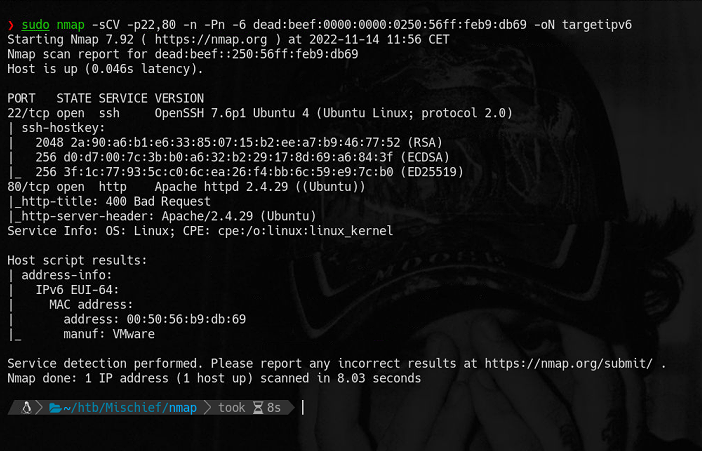 ❯ sudo nmap -sCV -p22,80 -n -Pn -6 dead:beef:0000:0000:0250:56ff:feb9:db69 -oN targetipv6
Starting Nmap 7.92 ( https://nmap.org ) at 2022-11-14 11:56 CET
Nmap scan report for dead:beef::250:56ff:feb9:db69
Host is up (0.046s latency).
PORT   STATE SERVICE VERSION
22/tcp open  ssh     OpenSSH 7.6p1 Ubuntu 4 (Ubuntu Linux; protocol 2.0)
| ssh-hostkey:
|   2048 2a:90:a6:b1:e6:33:85:07:15:b2:ee:a7:b9:46:77:52 (RSA)
|   256 d0:d7:00:7c:3b:b0:a6:32:b2:29:17:8d:69:a6:84:3f (ECDSA)
|_  256 3f:1c:77:93:5c:c0:6c:ea:26:f4:bb:6c:59:e9:7c:b0 (ED25519)
80/tcp open  http    Apache httpd 2.4.29 ((Ubuntu))
|_http-title: 400 Bad Request
|_http-server-header: Apache/2.4.29 (Ubuntu)
Service Info: OS: Linux; CPE: cpe:/o:linux:linux_kernel
Host script results:
| address-info:
|   IPv6 EUI-64:
|     MAC address:
|       address: 00:50:56:b9:db:69
|_      manuf: VMware
Service detection performed. Please report any incorrect results at https://nmap.org/submit/ .
Nmap done: 1 IP address (1 host up) scanned in 8.03 seconds
~/htb/Mischief/nmap took 8s